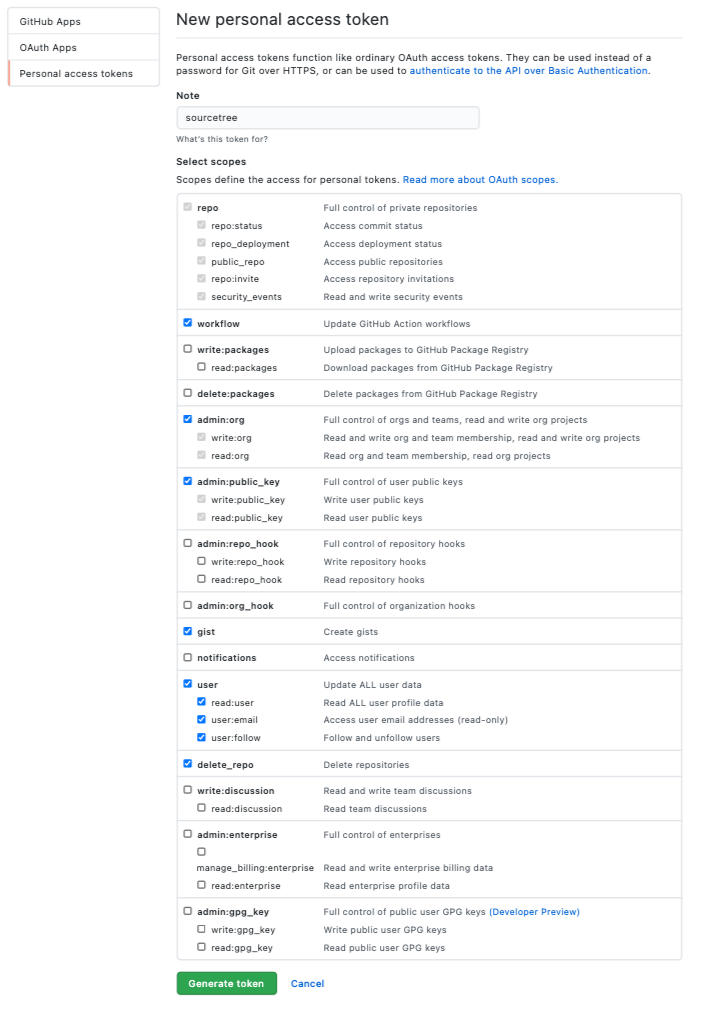 GitHub Apps
OAuth Apps
Personal access tokens
New personal access token
Personal access tokens function like ordinary OAuth access tokens. They can be used instead of a
password for Git over HTTPS, or can be used to authenticate to the API over Basic Authentication.
Note
sourcetree
What's this token for?
Select scopes
Scopes define the access for personal tokens. Read more about OAuth scopes.
repo Full control of private repositories
repo:status Access commit status
repo_deployment Access deployment status
public_repo Access public repositories
repo:invite Access repository invitations
security_events Read and write security events
workflow Update GitHub Action workflows
write:packages Upload packages to GitHub Package Registry
read:packages Download packages from GitHub Package Registry
delete:packages Delete packages from GitHub Package Registry
admin:org Full control of orgs and teams, read and write org projects
write:org Read and write org and team membership, read and write org projects
read:org Read org and team membership, read org projects
admin:public_key Full control of user public keys
write:public_key Write user public keys
read:public_key Read user public keys
admin:repo_hook Full control of repository hooks
write:repo_hook Write repository hooks
read:repo_hook Read repository hooks
admin:org_hook Full control of organization hooks
gist Create gists
notifications Access notifications
user Update ALL user data
read:user Read ALL user profile data
user:email Access user email addresses (read-only)
user:follow Follow and unfollow users
delete_repo Delete repositories
write:discussion Read and write team discussions
read:discussion Read team discussions
admin:enterprise Full control of enterprises
manage_billing:enterprise Read and write enterprise billing data
read:enterprise Read enterprise profile data
admin:gpg_key Full control of public user GPG keys (Developer Preview)
write:gpg_key Write public user GPG keys
read:gpg_key Read public user GPG keys
Generate token Cancel